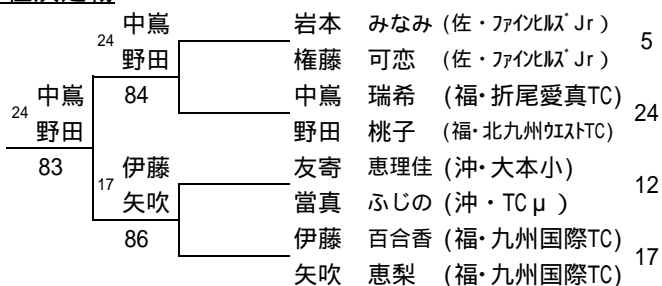 中嶌 岩本 みなみ (佐・ファインヒルズJr)
24 5
野田 権藤 可恋 (佐・ファインヒルズJr)
中嶌 84 中嶌 瑞希 (福・折尾愛真TC)
24 24
野田 野田 桃子 (福・北九州ウエストTC)
83 伊藤 友寄 恵理佳 (沖・大本小)
17 12
矢吹 當真 ふじの (沖・TCμ)
86 伊藤 百合香 (福・九州国際TC)
17
矢吹 恵梨 (福・九州国際TC)